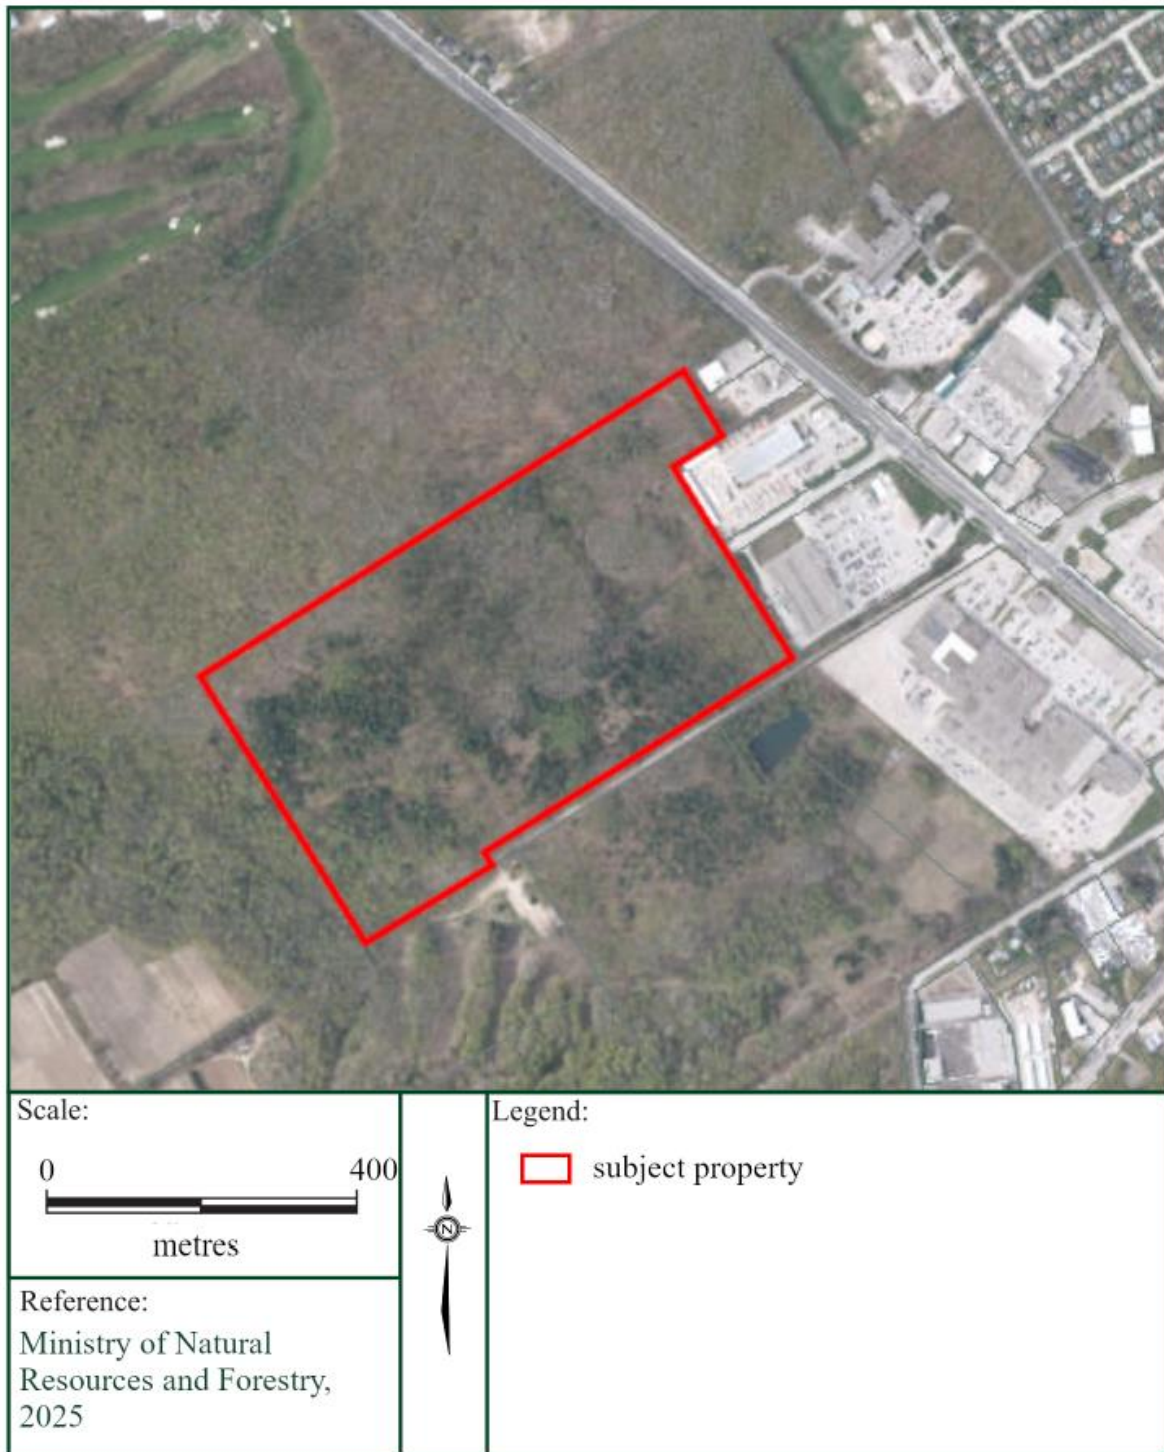 Scale:
0 400
metres
N
Legend:
subject property
Reference:
Ministry of Natural
Resources and Forestry,
2025